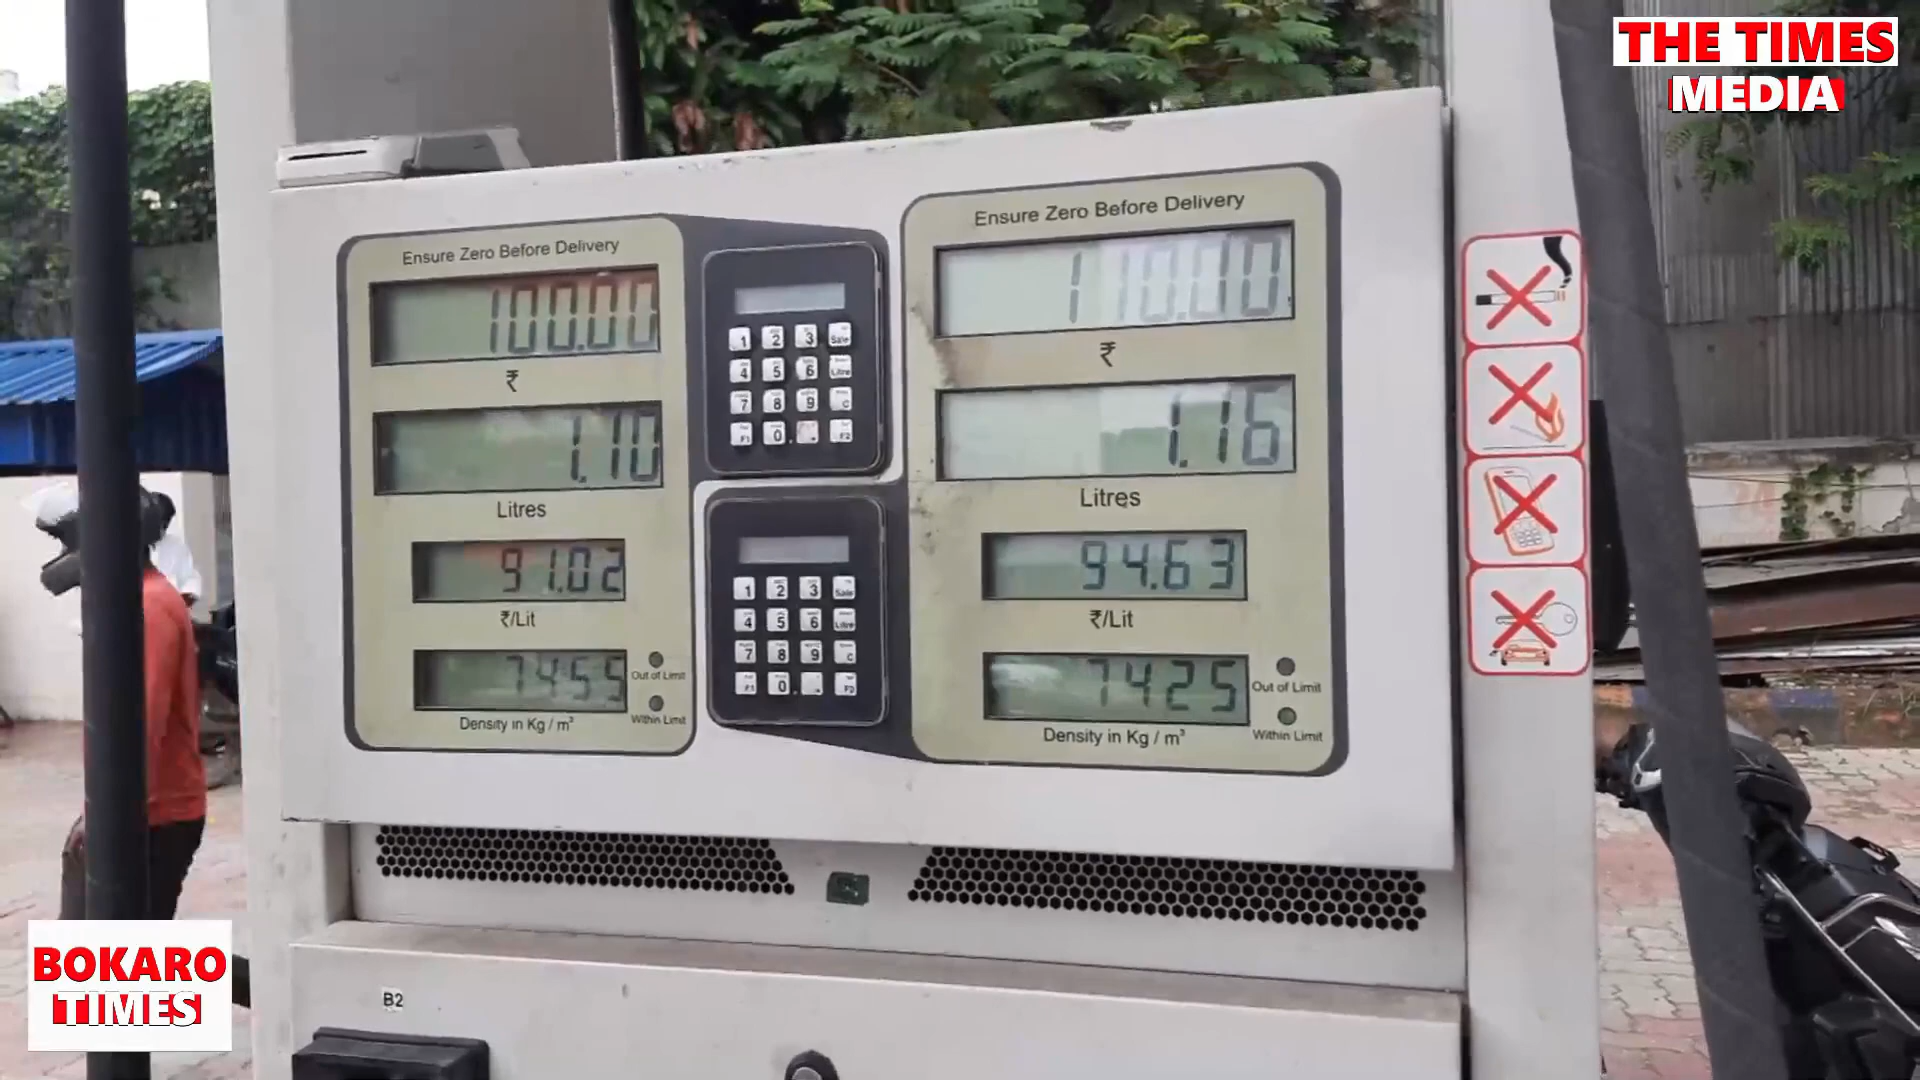 THE TIMES
MEDIA
Ensure Zero Before Delivery
100.00
₹
1.10
Litres
91.02
₹/Lit
7455
Out of Limit
Within Limit
Density in Kg / m³
1 2 3 Sale
4 5 6 Litre
7 8 9 C
F1 0 . F2
1 2 3 Sale
4 5 6 Litre
7 8 9 C
F1 0 . F2
Ensure Zero Before Delivery
110.00
₹
1.16
Litres
94.63
₹/Lit
7425
Out of Limit
Within Limit
Density in Kg / m³
B2
BOKARO
TIMES